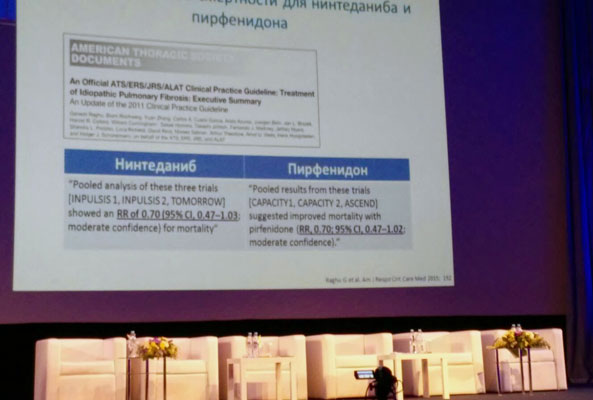 для нинтеданиба и
пирфенидона
AMERICAN THORACIC SOCIETY
DOCUMENTS
An Official ATS/ERS/JRS/ALAT Clinical Practice Guideline: Treatment
of Idiopathic Pulmonary Fibrosis: Executive Summary
An Update of the 2011 Clinical Practice Guideline
Нинтеданиб
Пирфенидон
"Pooled analysis of these three trials
[INPULSIS 1, INPULSIS 2, TOMORROW]
showed an RR of 0.70 (95% CI, 0.47–1.03;
moderate confidence) for mortality"
"Pooled results from these trials
[CAPACITY1, CAPACITY 2, ASCEND]
suggested improved mortality with
pirfenidone (RR, 0.70; 95% CI, 0.47–1.02;
moderate confidence)."
Raghu G et al. Am J Respir Crit Care Med 2015; 192